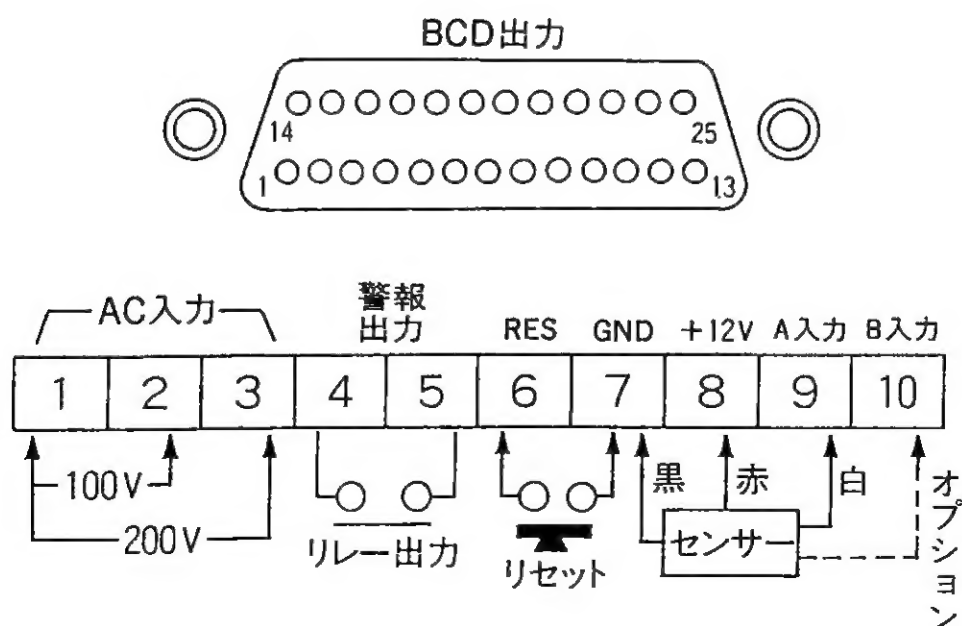 BCD出力
14 25
1 13
AC入力 警報出力 RES GND +12V A入力 B入力
1 2 3 4 5 6 7 8 9 10
100V
200V
リレー出力
リセット
黒 赤 白
センサー
オプション